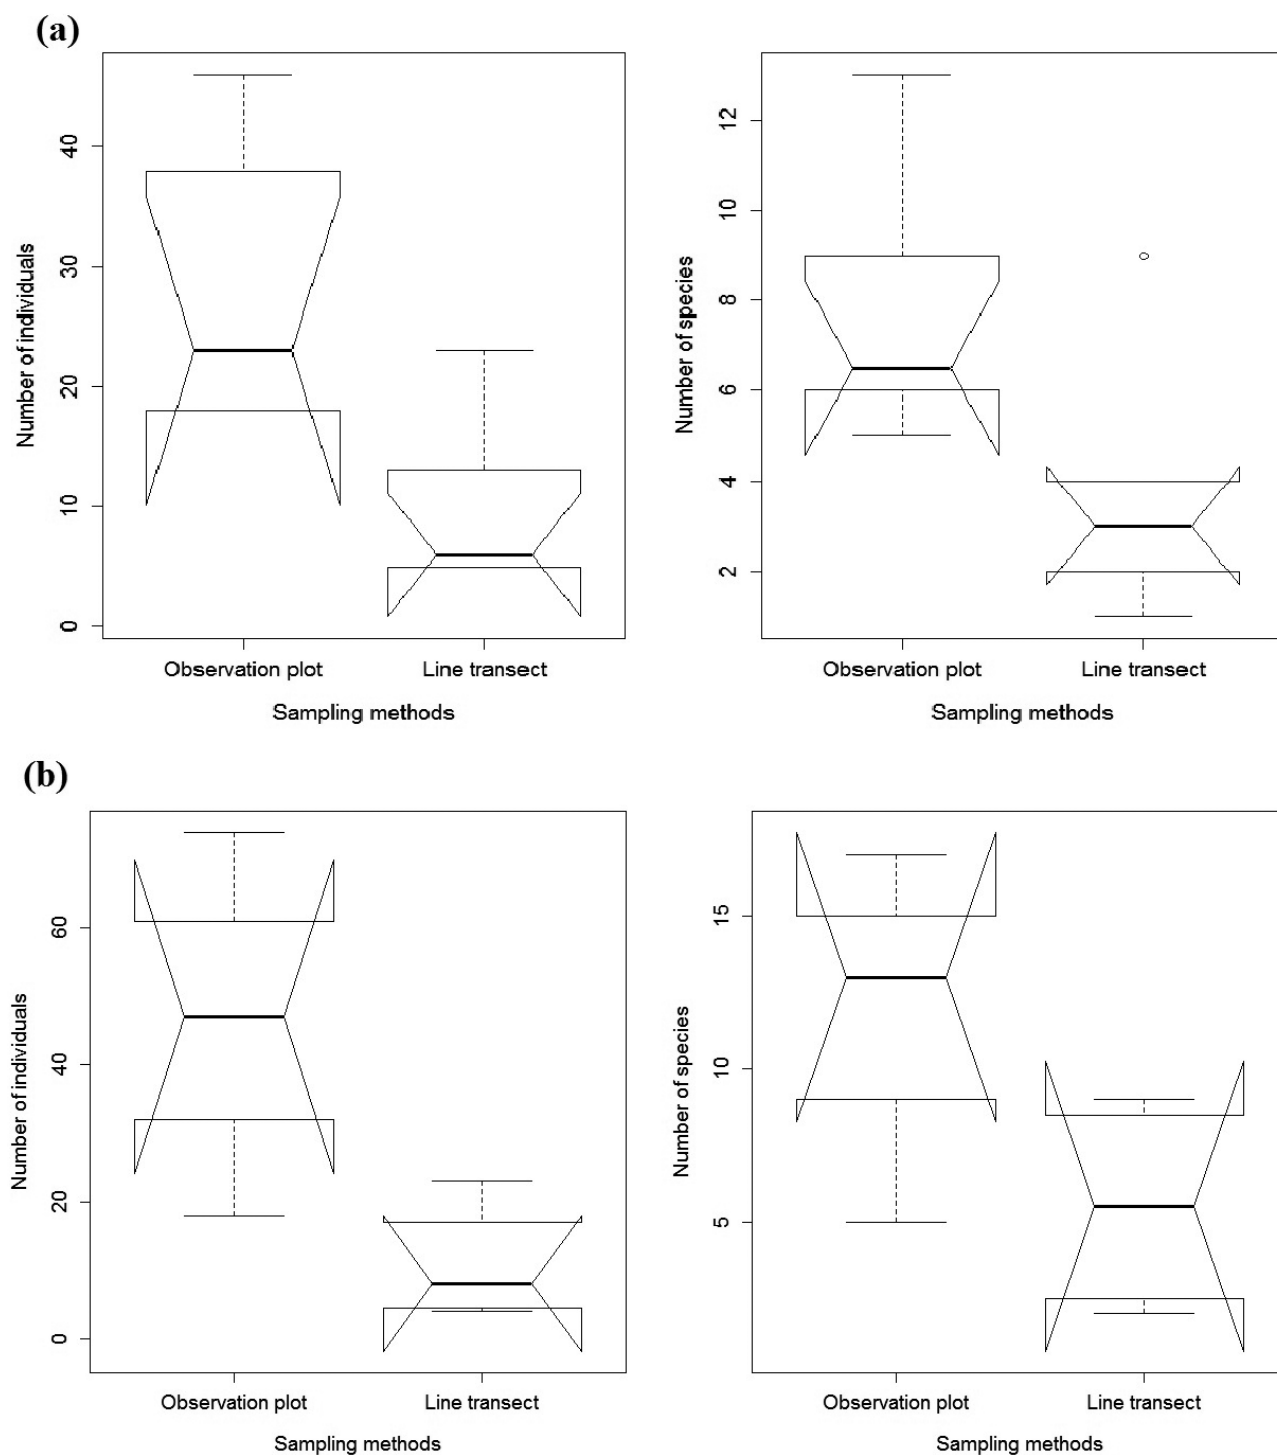 (a)
Number of individuals
0
10
20
30
40
Observation plot
Line transect
Sampling methods
Number of species
2
4
6
8
10
12
Observation plot
Line transect
Sampling methods
(b)
Number of individuals
0
20
40
60
Observation plot
Line transect
Sampling methods
Number of species
5
10
15
Observation plot
Line transect
Sampling methods